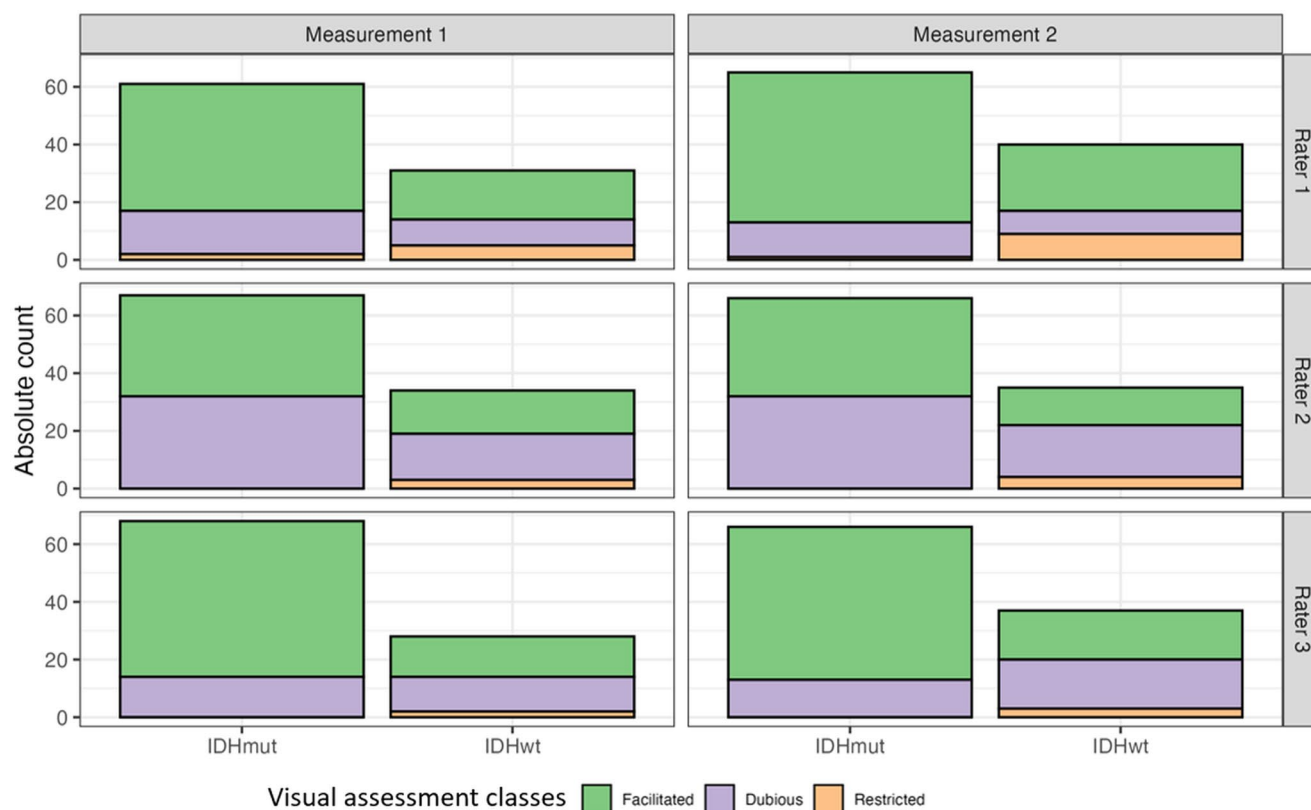 Measurement 1 Measurement 2
60
40
20
0
Rater 1
Absolute count
60
40
20
0
Rater 2
60
40
20
0
Rater 3
IDHmut IDHwt IDHmut IDHwt
Visual assessment classes Facilitated Dubious Restricted